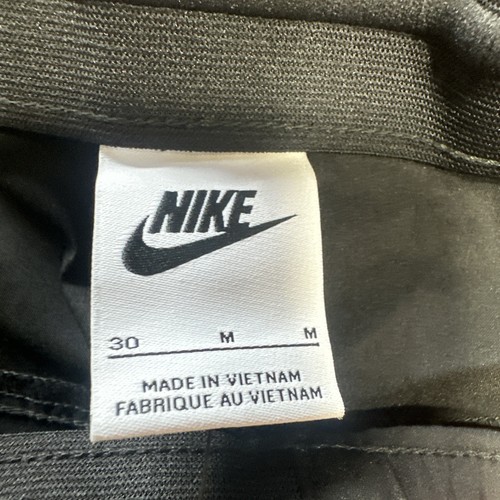 NIKE
30 M M
MADE IN VIETNAM
FABRIQUE AU VIETNAM